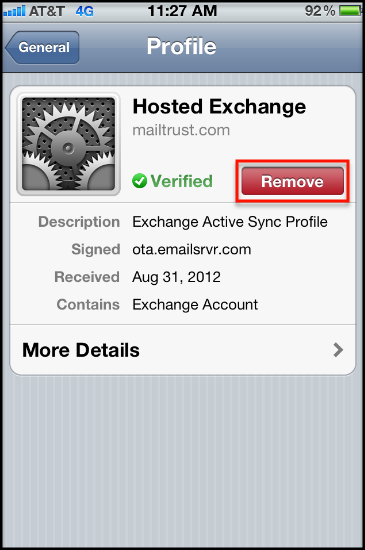 AT&T 4G 11:27 AM 92%
General Profile
Hosted Exchange
mailtrust.com
Verified Remove
Description Exchange Active Sync Profile
Signed ota.emailsrvr.com
Received Aug 31, 2012
Contains Exchange Account
More Details